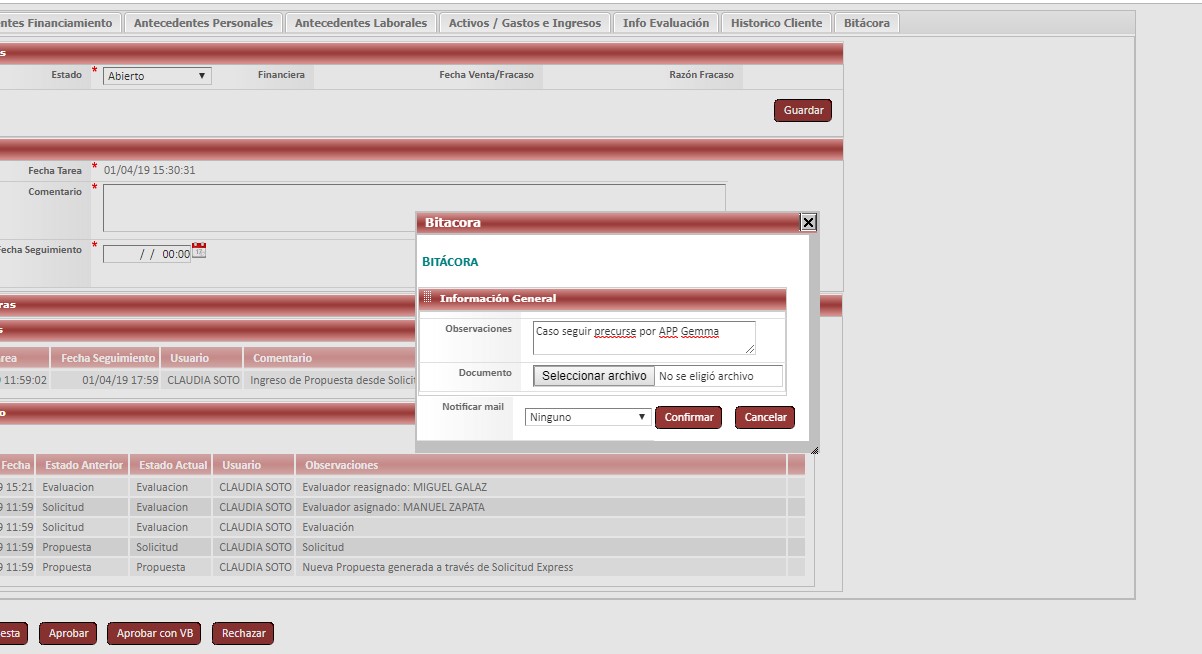 ntes Financiamiento Antecedentes Personales Antecedentes Laborales Activos / Gastos e Ingresos Info Evaluación Historico Cliente Bitácora
s
Estado * Abierto Financiera Fecha Venta/Fracaso Razón Fracaso
Guardar
Fecha Tarea * 01/04/19 15:30:31
Comentario *
echa Seguimiento * / / 00:00
ras
s
rea Fecha Seguimiento Usuario Comentario
11:59:02 01/04/19 17:59 CLAUDIA SOTO Ingreso de Propuesta desde Solicit
o
Bitacora
BITÁCORA
Información General
Observaciones Caso seguir precurse por APP Gemma
Documento Seleccionar archivo No se eligió archivo
Notificar mail Ninguno Confirmar Cancelar
Fecha Estado Anterior Estado Actual Usuario Observaciones
9 15:21 Evaluacion Evaluacion CLAUDIA SOTO Evaluador reasignado: MIGUEL GALAZ
9 11:59 Solicitud Evaluacion CLAUDIA SOTO Evaluador asignado: MANUEL ZAPATA
9 11:59 Solicitud Evaluacion CLAUDIA SOTO Evaluación
9 11:59 Propuesta Solicitud CLAUDIA SOTO Solicitud
9 11:59 Propuesta Propuesta CLAUDIA SOTO Nueva Propuesta generada a través de Solicitud Express
esta Aprobar Aprobar con VB Rechazar